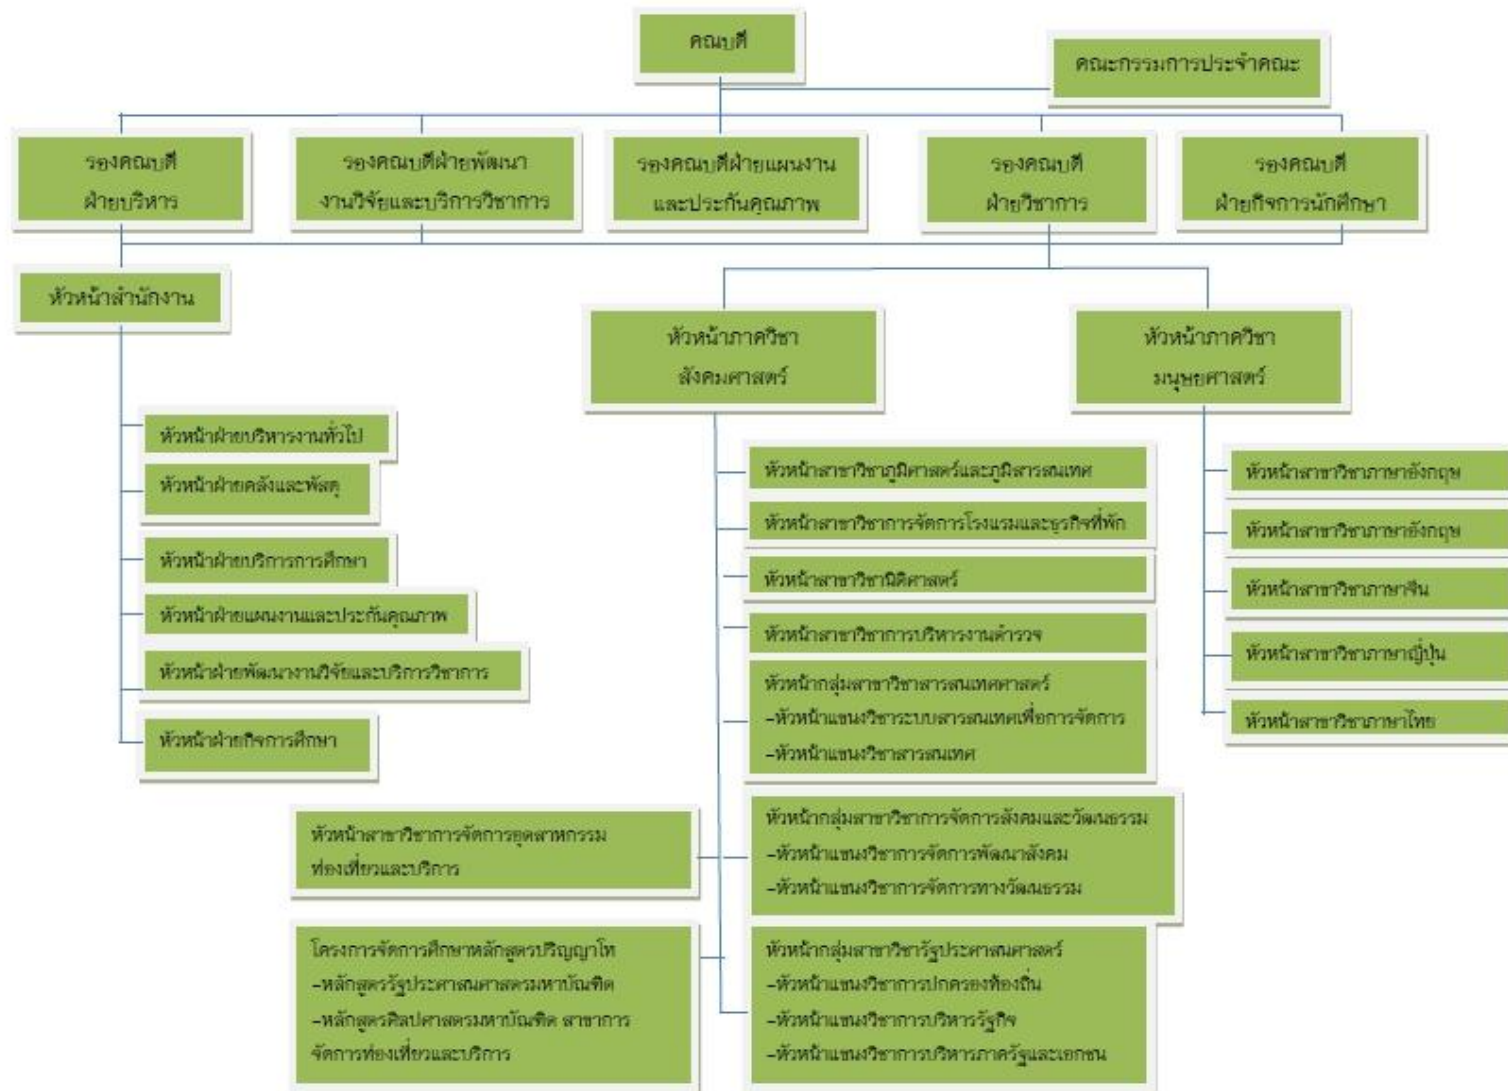 คณบดี
คณะกรรมการประจำคณะ
รองคณบดี
ฝ่ายบริหาร
รองคณบดีฝ่ายพัฒนา
งานวิจัยและบริการวิชาการ
รองคณบดีฝ่ายแผนงาน
และประกันคุณภาพ
รองคณบดี
ฝ่ายวิชาการ
รองคณบดี
ฝ่ายกิจการนักศึกษา
หัวหน้าสำนักงาน
หัวหน้าภาควิชา
สังคมศาสตร์
หัวหน้าภาควิชา
มนุษยศาสตร์
หัวหน้าฝ่ายบริหารงานทั่วไป
หัวหน้าฝ่ายคลังและพัสดุ
หัวหน้าฝ่ายบริการการศึกษา
หัวหน้าฝ่ายแผนงานและประกันคุณภาพ
หัวหน้าฝ่ายพัฒนางานวิจัยและบริการวิชาการ
หัวหน้าฝ่ายกิจการศึกษา
หัวหน้าสาขาวิชาภูมิศาสตร์และภูมิสารสนเทศ
หัวหน้าสาขาวิชาการจัดการโรงแรมและธุรกิจที่พัก
หัวหน้าสาขาวิชานิติศาสตร์
หัวหน้าสาขาวิชาการบริหารงานตำรวจ
หัวหน้ากลุ่มสาขาวิชาสารสนเทศศาสตร์
-หัวหน้าแขนงวิชาระบบสารสนเทศเพื่อการจัดการ
-หัวหน้าแขนงวิชาสารสนเทศ
หัวหน้าสาขาวิชาการจัดการอุตสาหกรรม
ท่องเที่ยวและบริการ
หัวหน้ากลุ่มสาขาวิชาการจัดการสังคมและวัฒนธรรม
-หัวหน้าแขนงวิชาการจัดการพัฒนาสังคม
-หัวหน้าแขนงวิชาการจัดการทางวัฒนธรรม
โครงการจัดการศึกษาหลักสูตรปริญญาโท
-หลักสูตรรัฐประศาสนศาสตรมหาบัณฑิต
-หลักสูตรศิลปศาสตรมหาบัณฑิต สาขาการ
จัดการท่องเที่ยวและบริการ
หัวหน้ากลุ่มสาขาวิชารัฐประศาสนศาสตร์
-หัวหน้าแขนงวิชาการปกครองท้องถิ่น
-หัวหน้าแขนงวิชาการบริหารรัฐกิจ
-หัวหน้าแขนงวิชาการบริหารภาครัฐและเอกชน
หัวหน้าสาขาวิชาภาษาอังกฤษ
หัวหน้าสาขาวิชาภาษาอังกฤษ
หัวหน้าสาขาวิชาภาษาจีน
หัวหน้าสาขาวิชาภาษาญี่ปุ่น
หัวหน้าสาขาวิชาภาษาไทย